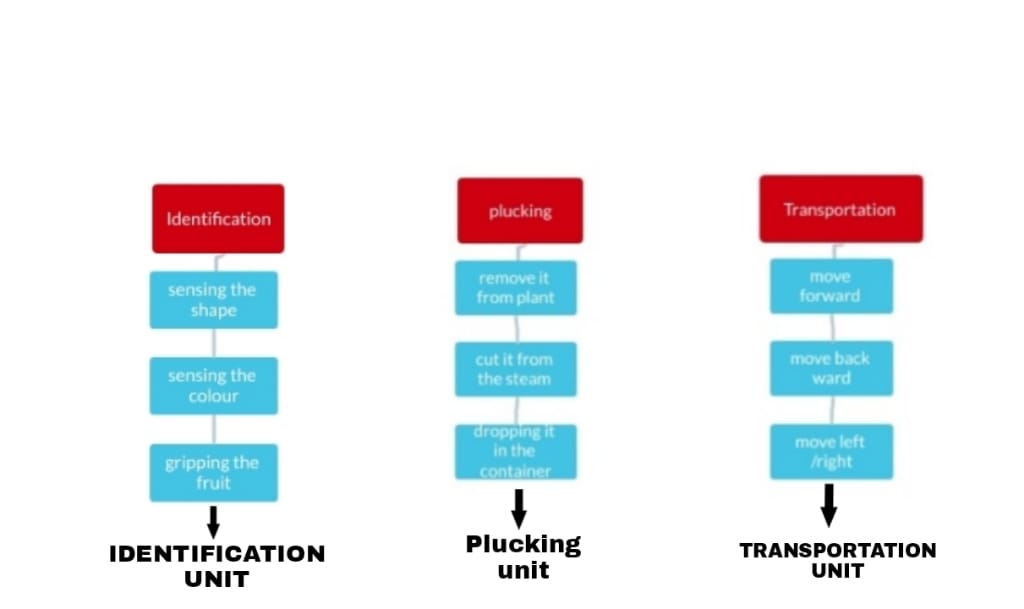 Identification
sensing the
shape
sensing the
colour
gripping the
fruit
IDENTIFICATION
UNIT
plucking
remove it
from plant
cut it from
the steam
dropping it
in the
container
Plucking
unit
Transportation
move
forward
move back
ward
move left
/right
TRANSPORTATION
UNIT